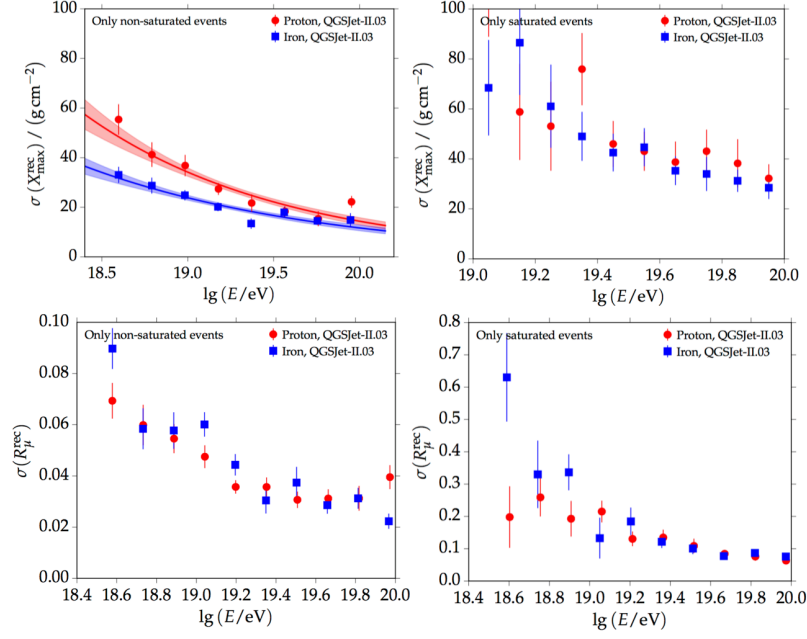 Only non-saturated events
Proton, QGSJet-II.03
Iron, QGSJet-II.03
σ (X_max^rec) / (g cm⁻²)
100
80
60
40
20
0
18.5 19.0 19.5 20.0
lg (E/eV)
Only saturated events
Proton, QGSJet-II.03
Iron, QGSJet-II.03
σ (X_max^rec) / (g cm⁻²)
100
80
60
40
20
0
19.0 19.2 19.4 19.6 19.8 20.0
lg (E/eV)
Only non-saturated events
Proton, QGSJet-II.03
Iron, QGSJet-II.03
σ(R_μ^rec)
0.10
0.08
0.06
0.04
0.02
0.00
18.4 18.6 18.8 19.0 19.2 19.4 19.6 19.8 20.0
lg (E/eV)
Only saturated events
Proton, QGSJet-II.03
Iron, QGSJet-II.03
σ(R_μ^rec)
0.8
0.7
0.6
0.5
0.4
0.3
0.2
0.1
0.0
18.4 18.6 18.8 19.0 19.2 19.4 19.6 19.8 20.0
lg (E/eV)